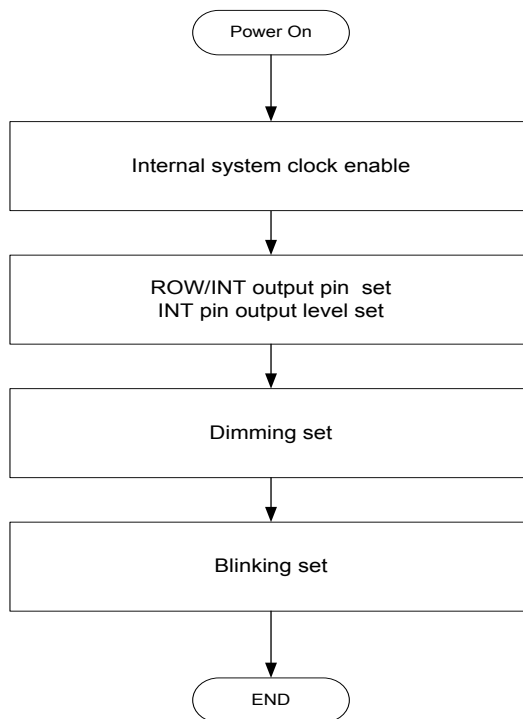 Power On
Internal system clock enable
ROW/INT output pin set
INT pin output level set
Dimming set
Blinking set
END